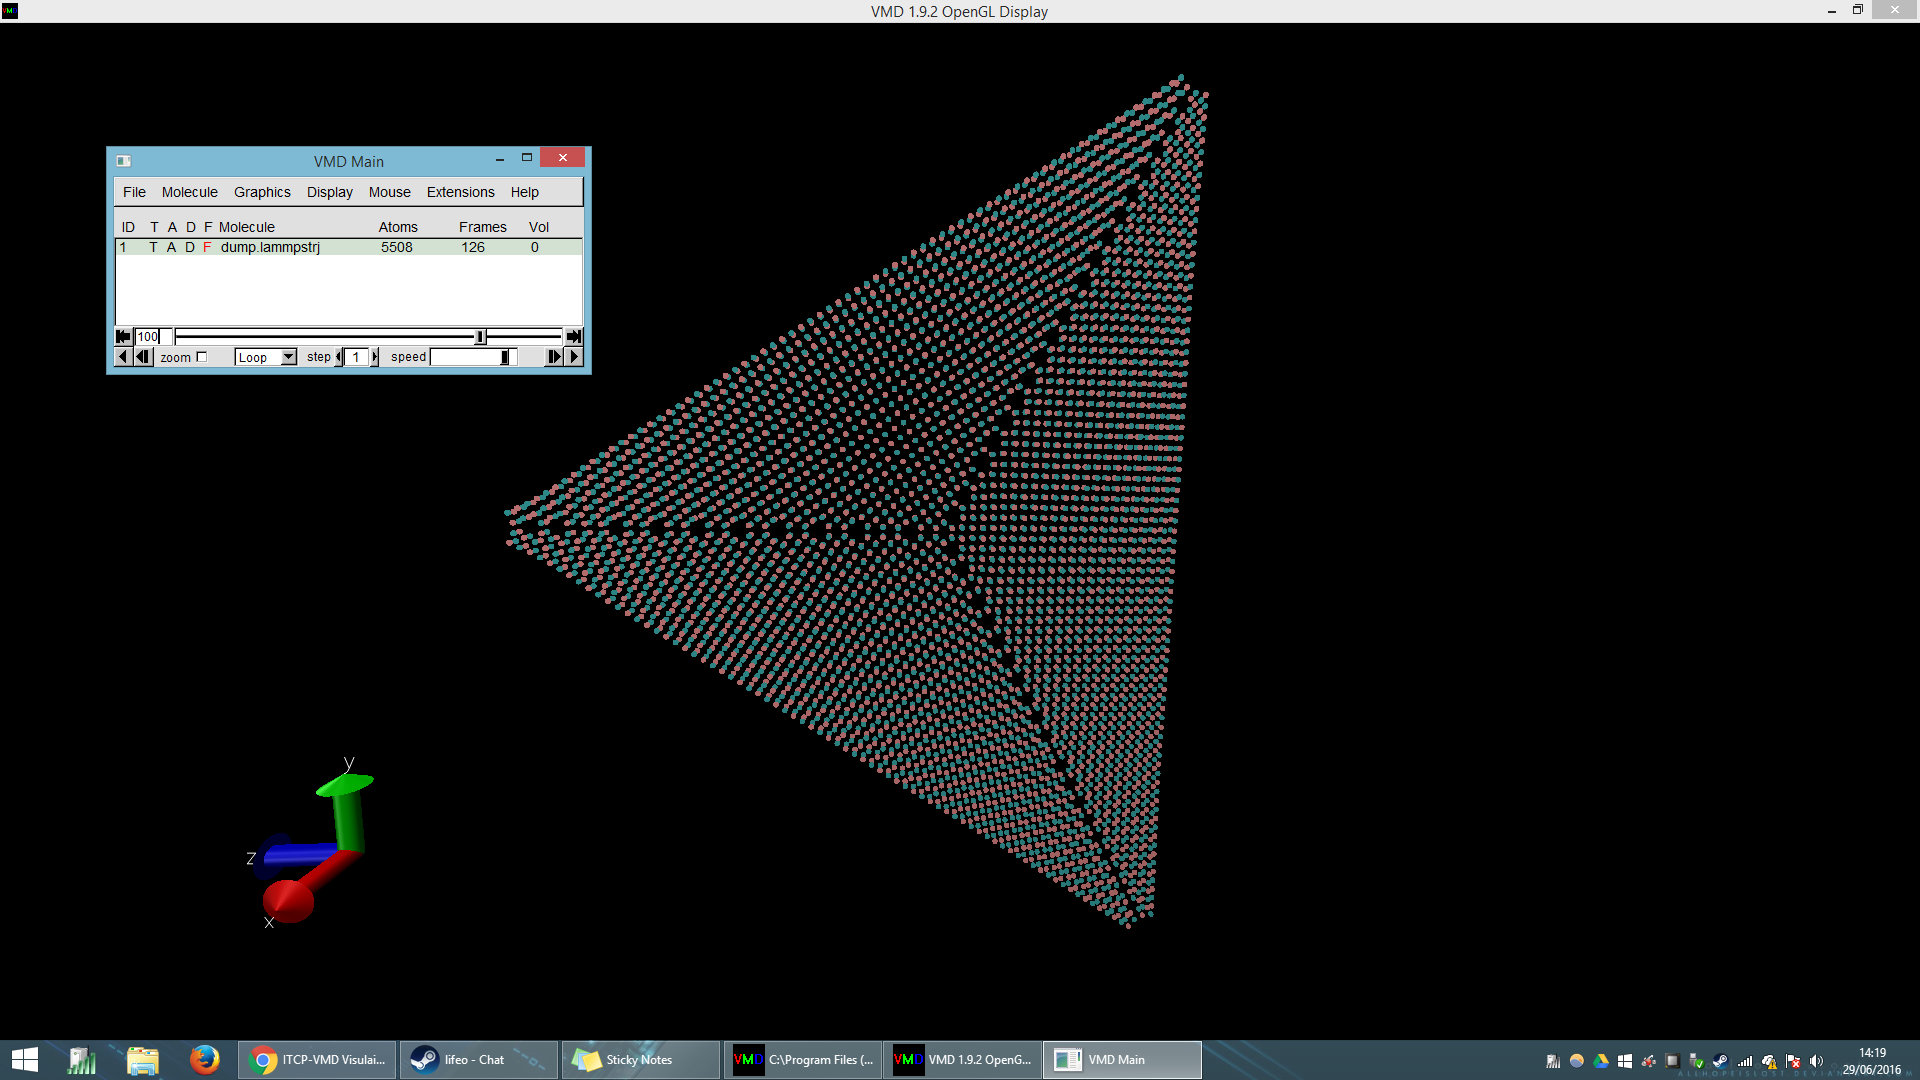 VMD 1.9.2 OpenGL Display
VMD Main
File Molecule Graphics Display Mouse Extensions Help
ID T A D F Molecule Atoms Frames Vol
1 T A D F dump.lammpstrj 5508 126 0
100
zoom Loop step 1 speed
y
z
x
ITCP-VMD Visulai...
lifeo - Chat
Sticky Notes
VMD
C:\Program Files (...
VMD
VMD 1.9.2 OpenG...
VMD Main
14:19
29/06/2016